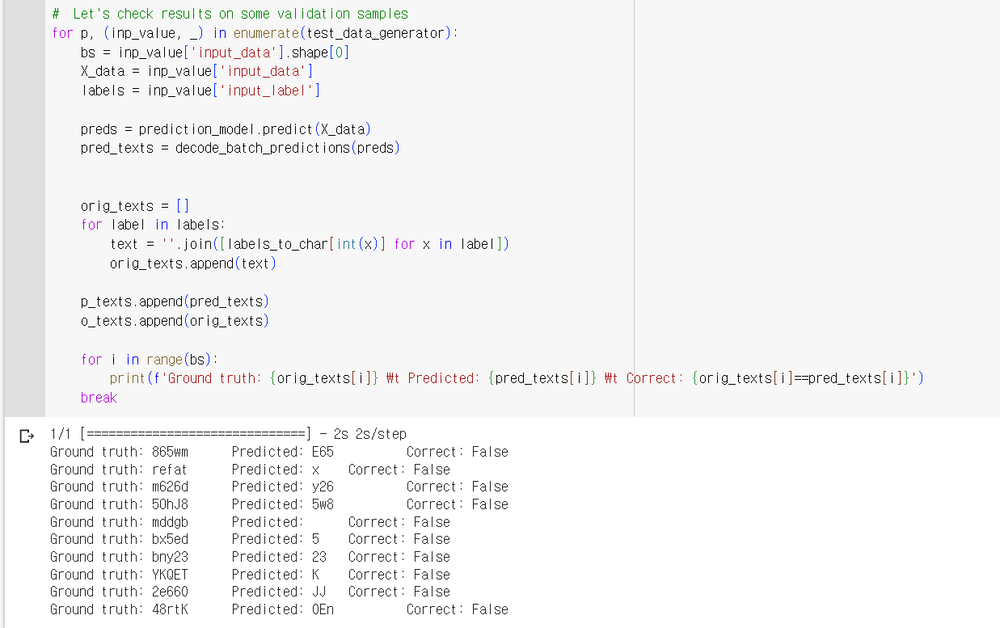 # Let's check results on some validation samples
for p, (inp_value, _) in enumerate(test_data_generator):
    bs = inp_value['input_data'].shape[0]
    X_data = inp_value['input_data']
    labels = inp_value['input_label']
    preds = prediction_model.predict(X_data)
    pred_texts = decode_batch_predictions(preds)
    orig_texts = []
    for label in labels:
        text = ''.join([labels_to_char[int(x)] for x in label])
        orig_texts.append(text)
    p_texts.append(pred_texts)
    o_texts.append(orig_texts)
    for i in range(bs):
        print(f'Ground truth: {orig_texts[i]} ₩t Predicted: {pred_texts[i]} ₩t Correct: {orig_texts[i]==pred_texts[i]}')
    break
1/1 [==============================] - 2s 2s/step
Ground truth: 865wm Predicted: E65 Correct: False
Ground truth: refat Predicted: x Correct: False
Ground truth: m626d Predicted: y26 Correct: False
Ground truth: 50hJ8 Predicted: 5w8 Correct: False
Ground truth: mddgb Predicted: Correct: False
Ground truth: bx5ed Predicted: 5 Correct: False
Ground truth: bny23 Predicted: 23 Correct: False
Ground truth: YKQET Predicted: K Correct: False
Ground truth: 2e660 Predicted: JJ Correct: False
Ground truth: 48rtK Predicted: 0En Correct: False